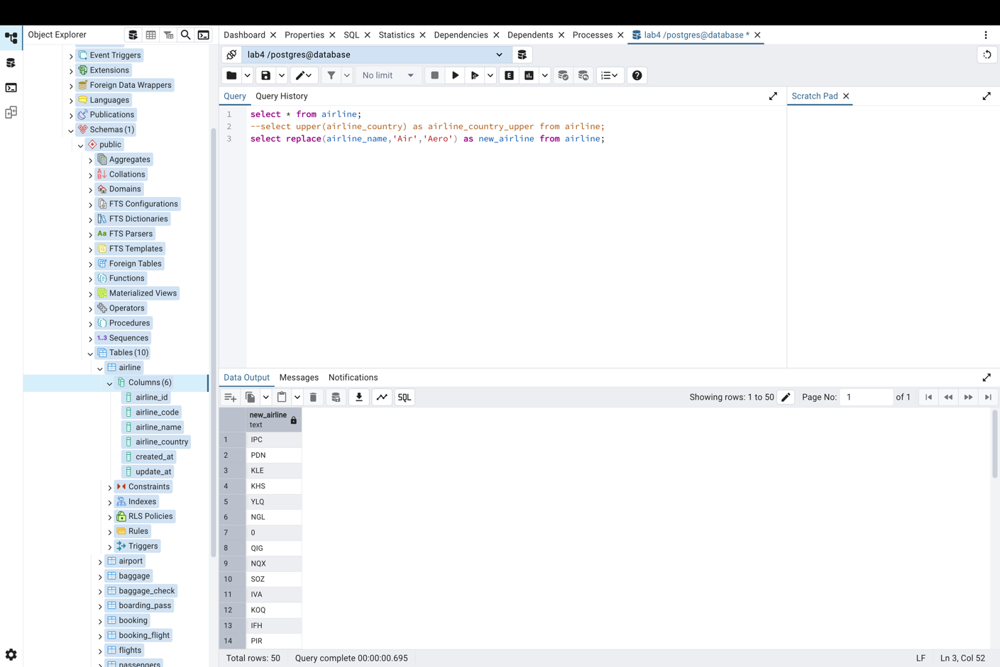 Object Explorer
Event Triggers
Extensions
Foreign Data Wrappers
Languages
Publications
Schemas (1)
public
Aggregates
Collations
Domains
FTS Configurations
FTS Dictionaries
Aa FTS Parsers
FTS Templates
Foreign Tables
Functions
Materialized Views
Operators
Procedures
1..3 Sequences
Tables (10)
airline
Columns (6)
airline_id
airline_code
airline_name
airline_country
created_at
update_at
Constraints
Indexes
RLS Policies
Rules
Triggers
airport
baggage
baggage_check
boarding_pass
booking
booking_flight
flights
passengers
Dashboard Properties SQL Statistics Dependencies Dependents Processes lab4 /postgres@database *
lab4 /postgres@database
No limit E
Query Query History
Scratch Pad
1 select * from airline;
2 --select upper(airline_country) as airline_country_upper from airline;
3 select replace(airline_name,'Air','Aero') as new_airline from airline;
Data Output Messages Notifications
SQL Showing rows: 1 to 50 Page No: 1 of 1
new_airline
text
1 IPC
2 PDN
3 KLE
4 KHS
5 YLQ
6 NGL
7 0
8 QIG
9 NQX
10 SOZ
11 IVA
12 KOQ
13 IFH
14 PIR
Total rows: 50 Query complete 00:00:00.695 LF Ln 3, Col 52